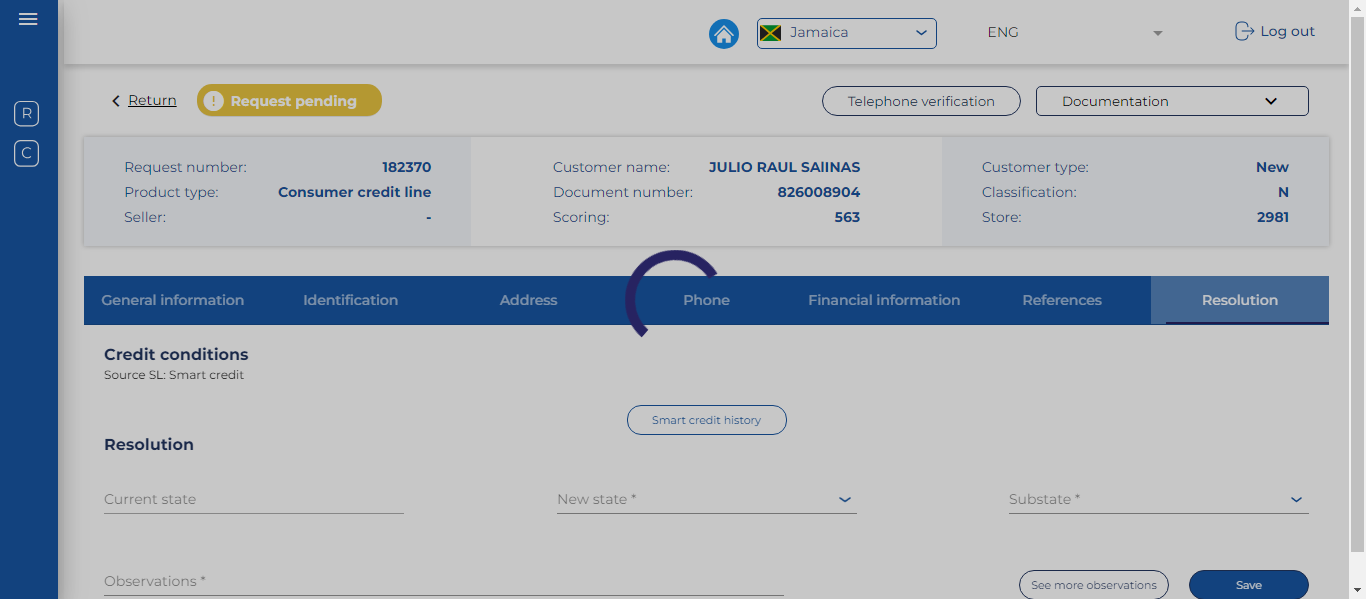 Jamaica
ENG
Log out
R
C
Return
! Request pending
Telephone verification
Documentation
Request number: 182370
Product type: Consumer credit line
Seller: -
Customer name: JULIO RAUL SAIINAS
Document number: 826008904
Scoring: 563
Customer type: New
Classification: N
Store: 2981
General information
Identification
Address
Phone
Financial information
References
Resolution
Credit conditions
Source SL: Smart credit
Smart credit history
Resolution
Current state
New state *
Substate *
Observations *
See more observations
Save